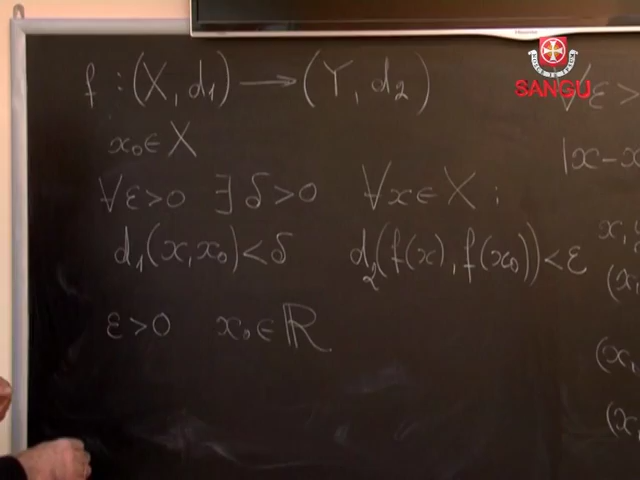 f : (X, d₁) ⟶ (Y, d₂)
x₀ ∈ X
∀ε>0 ∃ δ>0 ∀x ∈ X :
d₁(x, x₀) < δ d₂(f(x), f(x₀)) < ε
ε > 0 x₀ ∈ ℝ
SANGU
∀ε >
|x - x
x, y
(x,
(x,
(x,